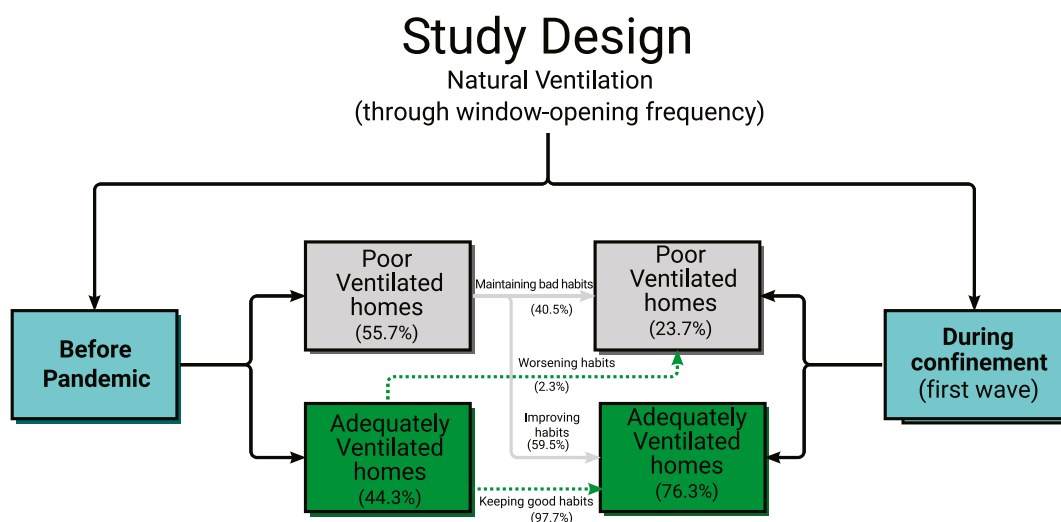 Study Design
Natural Ventilation
(through window-opening frequency)
Before
Pandemic
Poor
Ventilated
homes
(55.7%)
Maintaining bad habits
(40.5%)
Poor
Ventilated
homes
(23.7%)
During
confinement
(first wave)
Worsening habits
(2.3%)
Improving
habits
(59.5%)
Adequately
Ventilated
homes
(44.3%)
Keeping good habits
(97.7%)
Adequately
Ventilated
homes
(76.3%)